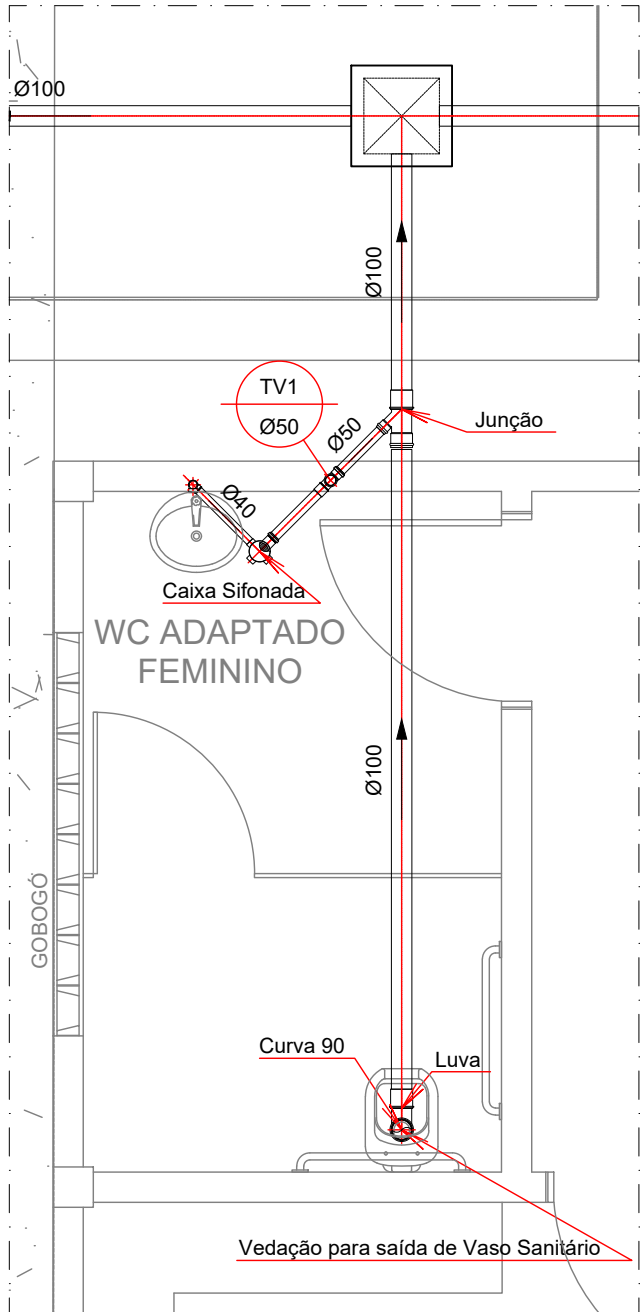 Ø100
Ø100
TV1
Ø50
Ø50
Junção
Ø40
Caixa Sifonada
WC ADAPTADO
FEMININO
Ø100
GOBOGÓ
Curva 90
Luva
Vedação para saída de Vaso Sanitário